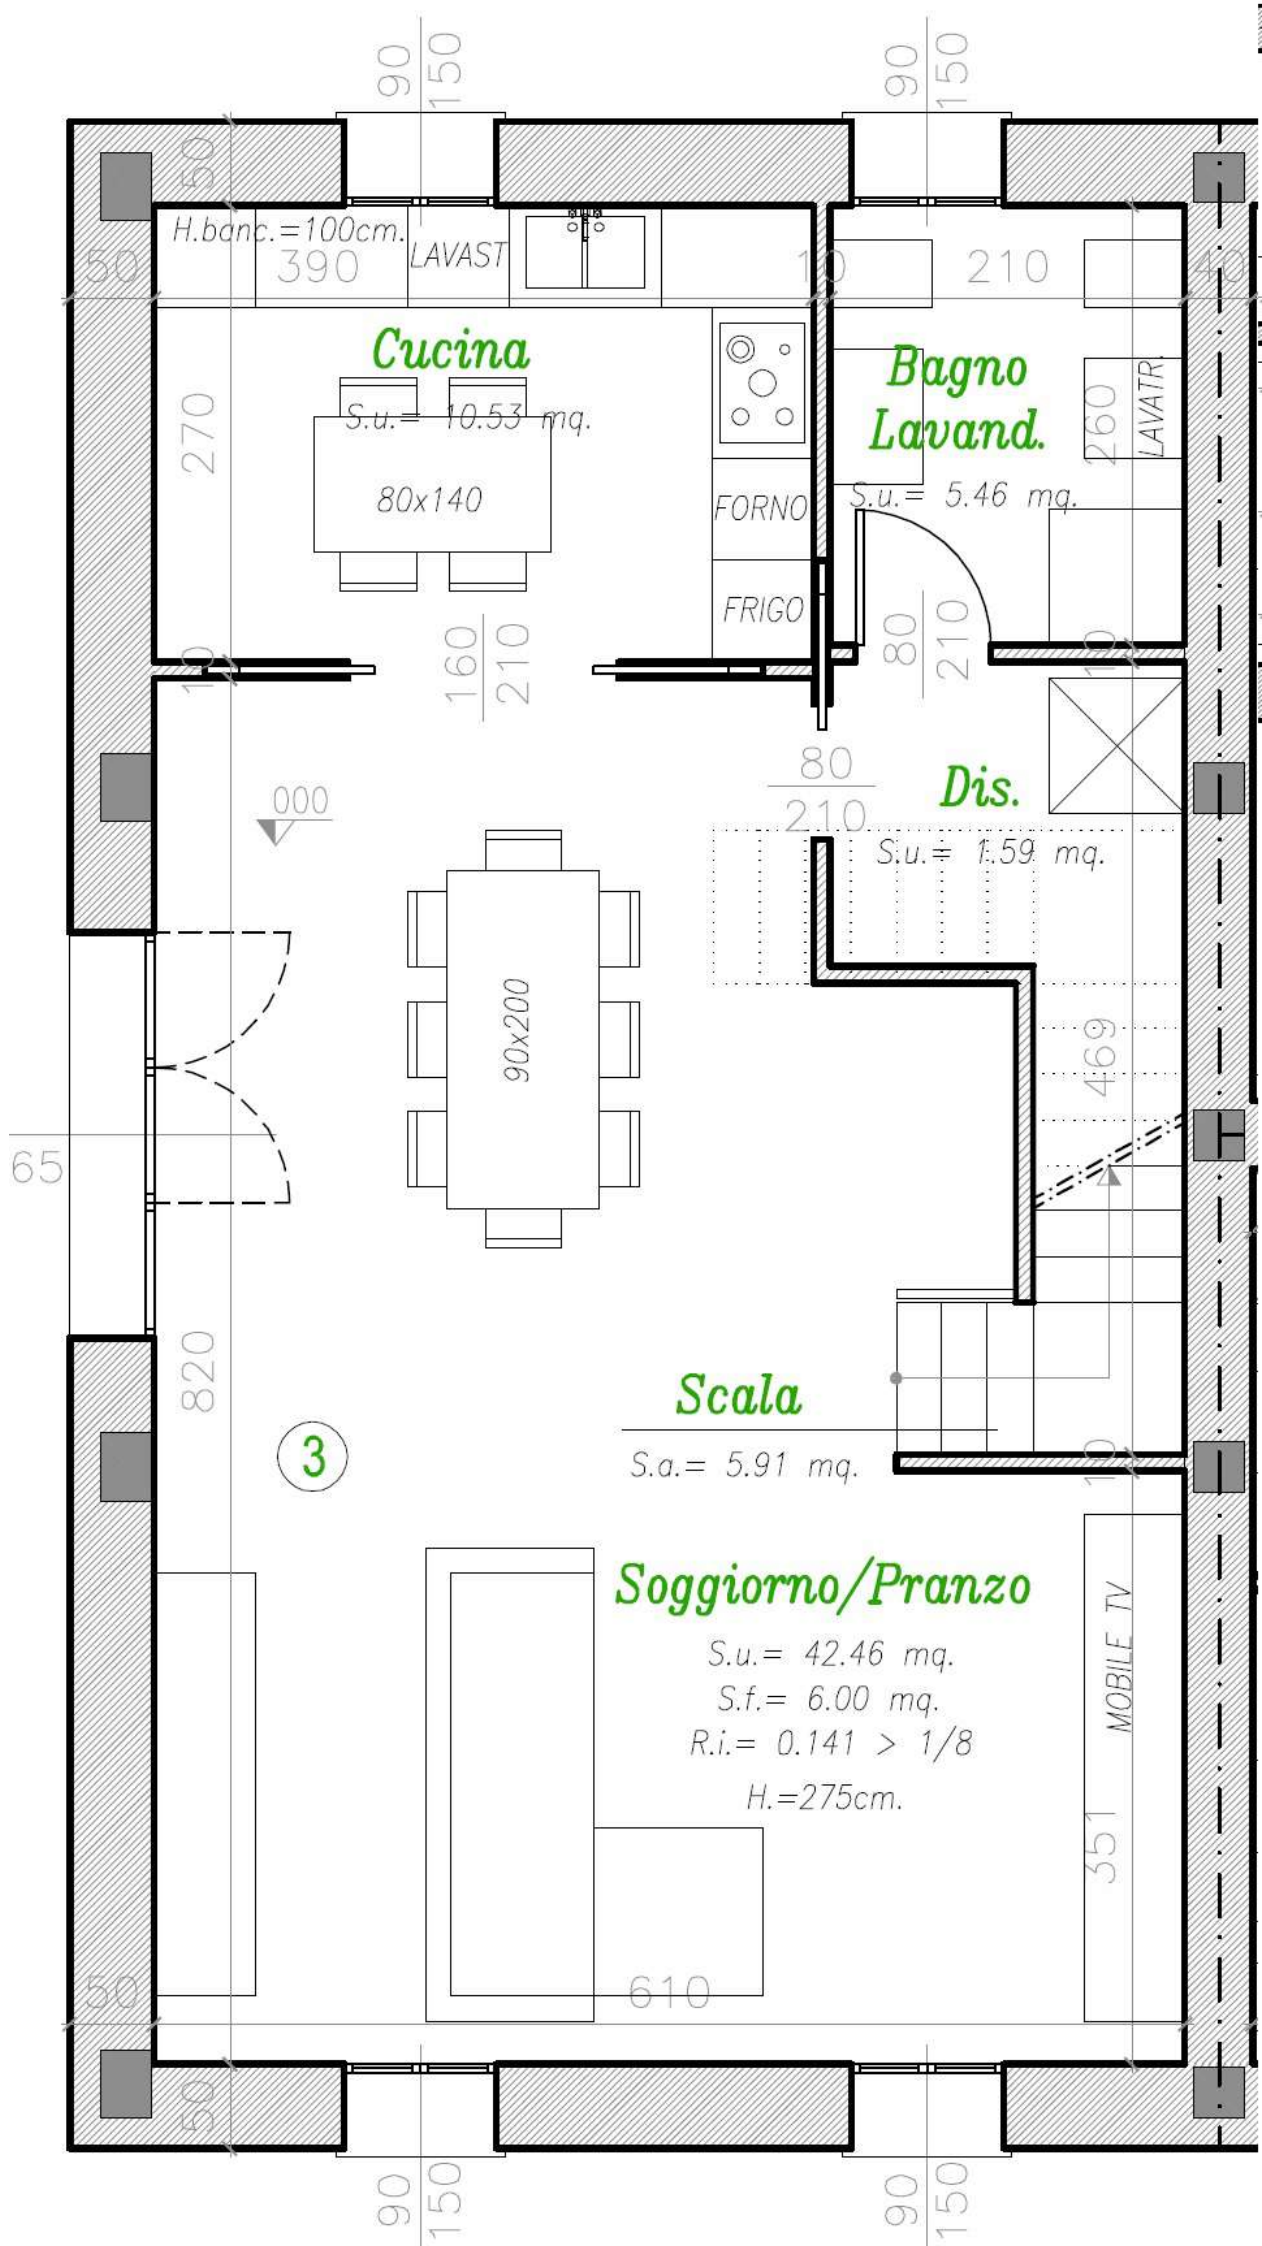 90
150
90
150
50
H.banc.=100cm.
50
390
LAVAST
10
210
40
Cucina
S.u.= 10.53 mq.
270
80x140
FORNO
FRIGO
Bagno
Lavand.
260
LAVATR.
S.u.= 5.46 mq.
10
160
210
80
210
10
000
80
210
Dis.
S.u.= 1.59 mq.
90x200
469
65
820
Scala
S.a.= 5.91 mq.
3
10
Soggiorno/Pranzo
S.u.= 42.46 mq.
S.f.= 6.00 mq.
R.i.= 0.141 > 1/8
H.=275cm.
MOBILE TV
351
50
610
50
90
150
90
150